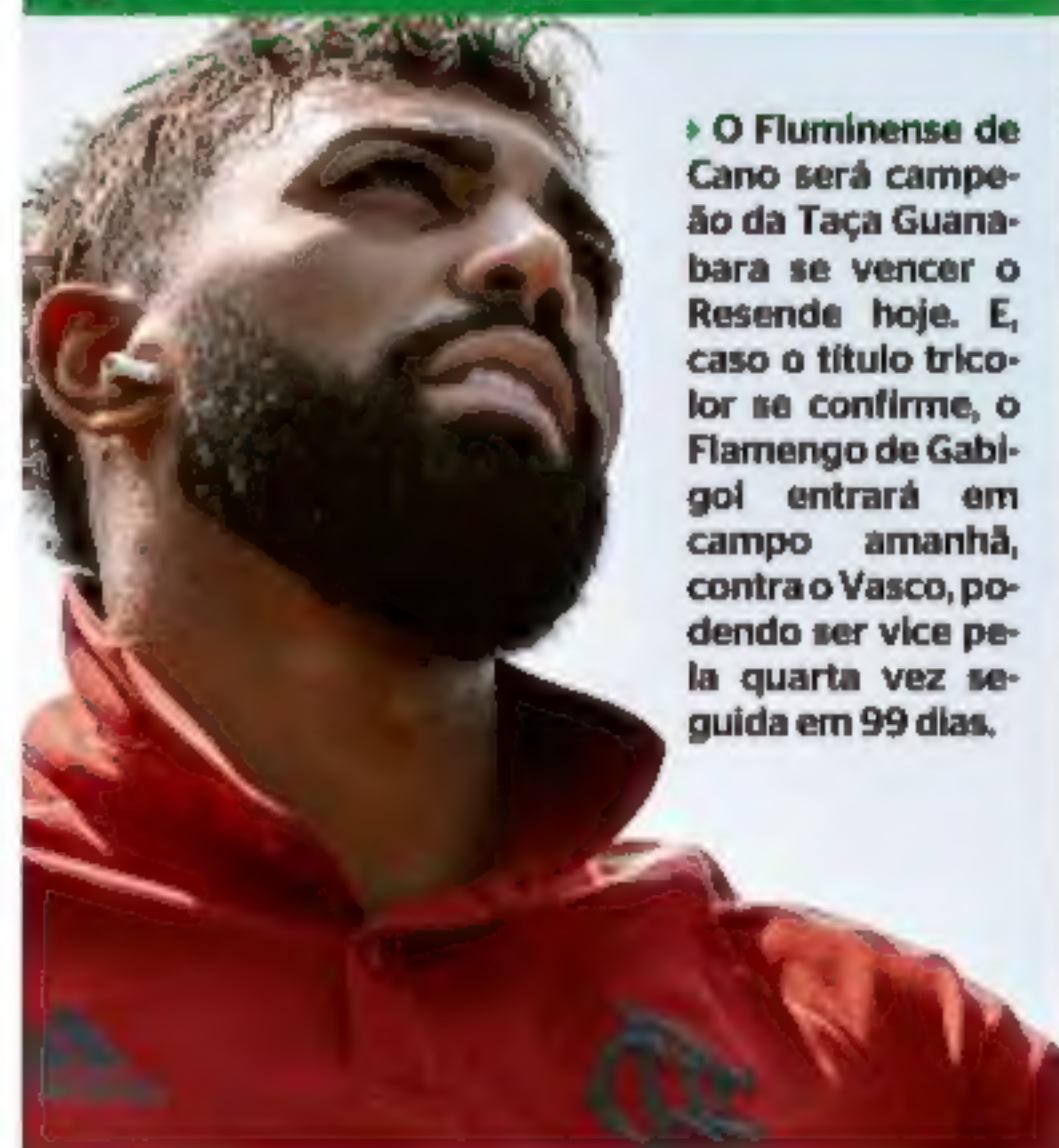 › O Fluminense de
Cano será campe-
ão da Taça Guana-
bara se vencer o
Resende hoje. E,
caso o título trico-
lor se confirme, o
Flamengo de Gabi-
gol entrará em
campo amanhã,
contra o Vasco, po-
dendo ser vice pe-
la quarta vez se-
guida em 99 dias.